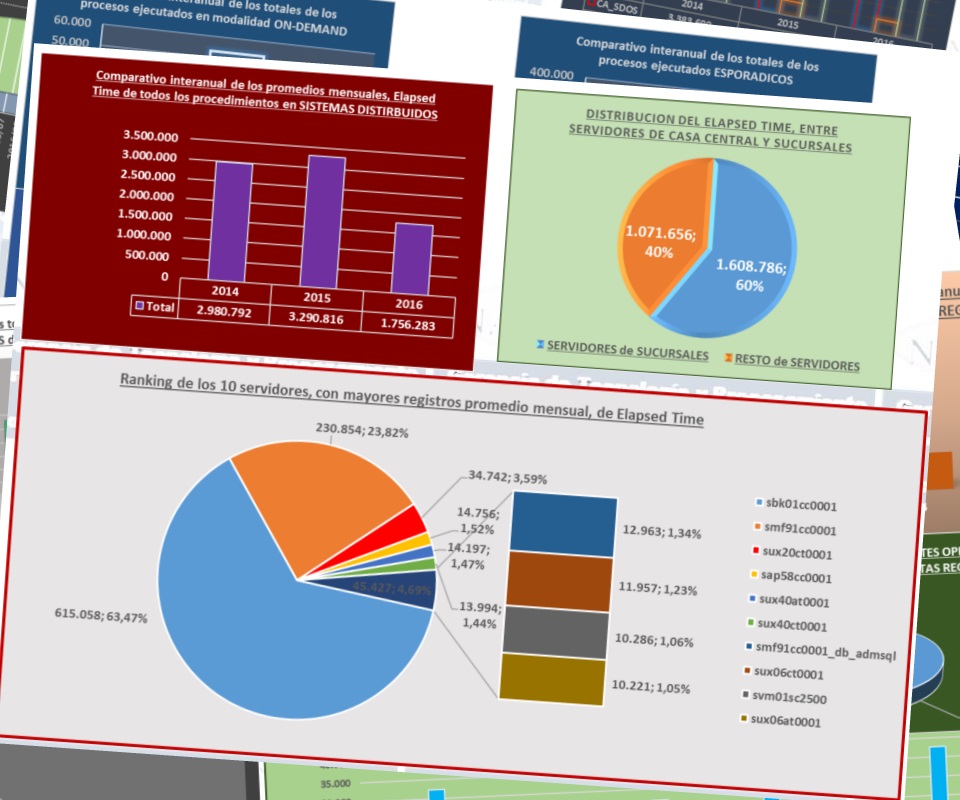 eranual de los totales de los
procesos ejecutados en modalidad ON-DEMAND
60.000
50.000
CA_SDOS
2014
2015
2016
Comparativo interanual de los totales de los
procesos ejecutados ESPORADICOS
400.000
Comparativo interanual de los promedios mensuales, Elapsed
Time de todos los procedimientos en SISTEMAS DISTIRBUIDOS
3.500.000
3.000.000
2.500.000
2.000.000
1.500.000
1.000.000
500.000
0
2014 2015 2016
Total 2.980.792 3.290.816 1.756.283
DISTRIBUCION DEL ELAPSED TIME, ENTRE
SERVIDORES DE CASA CENTRAL Y SUCURSALES
1.071.656;
40%
1.608.786;
60%
SERVIDORES de SUCURSALES RESTO de SERVIDORES
Ranking de los 10 servidores, con mayores registros promedio mensual, de Elapsed Time
230.854; 23,82%
34.742; 3,59%
14.756;
1,52%
14.197;
1,47%
45.427; 4,69%
13.994;
1,44%
615.058; 63,47%
12.963; 1,34%
11.957; 1,23%
10.286; 1,06%
10.221; 1,05%
sbk01cc0001
smf91cc0001
sux20ct0001
sap58cc0001
sux40at0001
sux40ct0001
smf91cc0001_db_admsql
sux06ct0001
svm01sc2500
sux06at0001
TES OPE
TAS REG
35.000